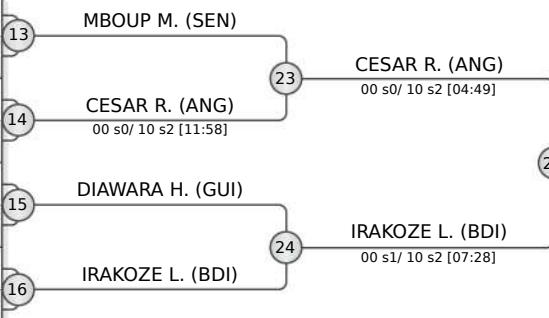 MBOUP M. (SEN)
13
23
CESAR R. (ANG)
00 s0/ 10 s2 [04:49]
CESAR R. (ANG)
14
00 s0/ 10 s2 [11:58]
DIAWARA H. (GUI)
15
24
IRAKOZE L. (BDI)
00 s1/ 10 s2 [07:28]
IRAKOZE L. (BDI)
16